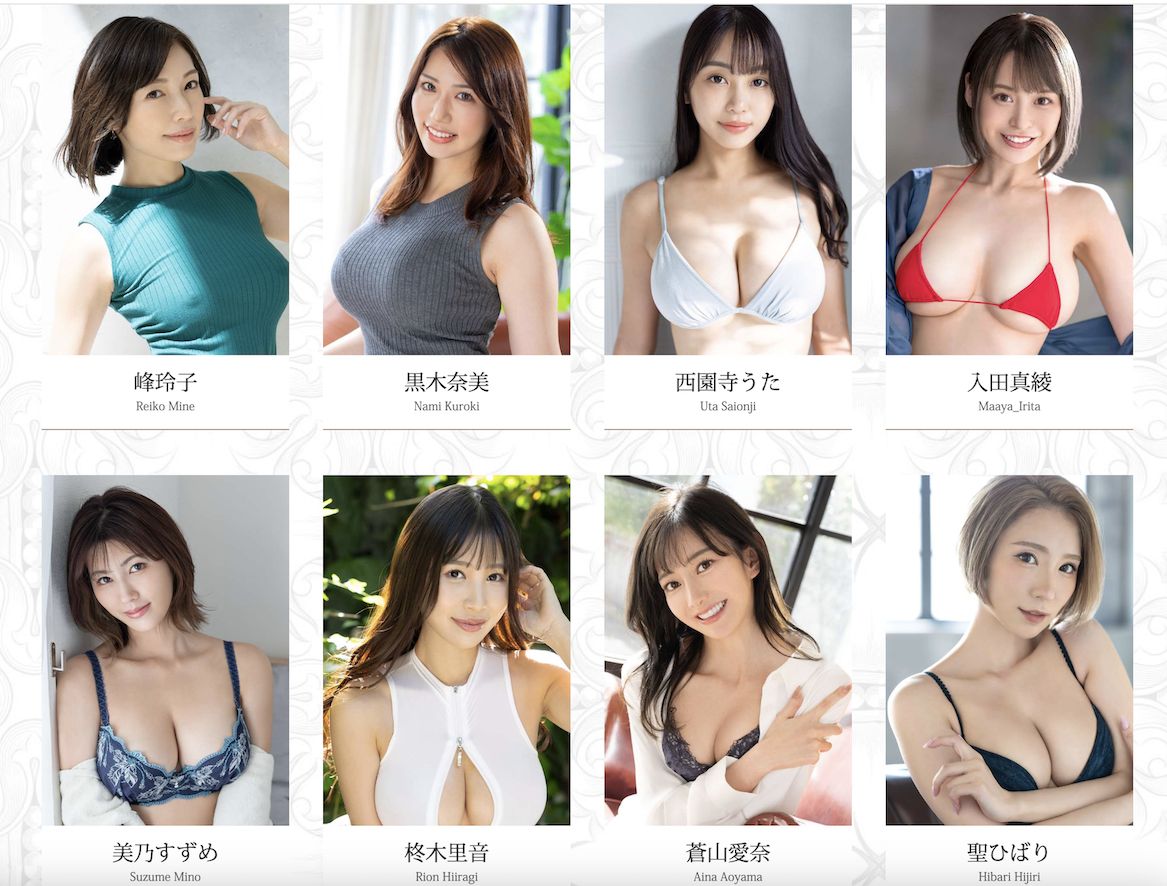 峰玲子
Reiko Mine
黒木奈美
Nami Kuroki
西園寺うた
Uta Saionji
入田真綾
Maaya_Irita
美乃すずめ
Suzume Mino
柊木里音
Rion Hiiragi
蒼山愛奈
Aina Aoyama
聖ひばり
Hibari Hijiri